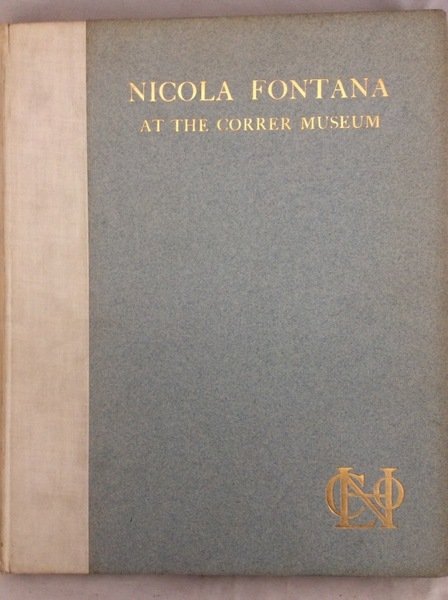 NICOLA FONTANA
AT THE CORRER MUSEUM